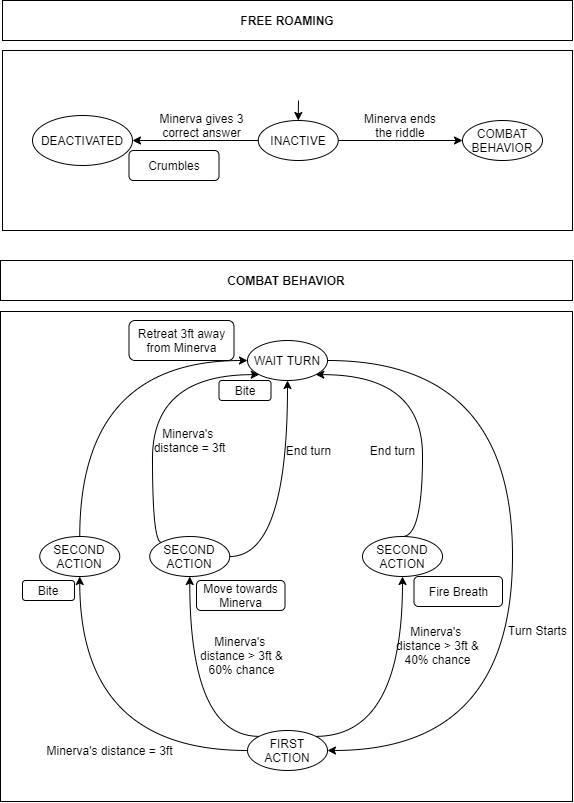 FREE ROAMING
Minerva gives 3
correct answer
Minerva ends
the riddle
DEACTIVATED
INACTIVE
COMBAT
BEHAVIOR
Crumbles
COMBAT BEHAVIOR
Retreat 3ft away
from Minerva
WAIT TURN
Bite
Minerva's
distance = 3ft
End turn
End turn
SECOND
ACTION
SECOND
ACTION
SECOND
ACTION
Bite
Move towards
Minerva
Fire Breath
Minerva's
distance > 3ft &
60% chance
Minerva's
distance > 3ft &
40% chance
Turn Starts
Minerva's distance = 3ft
FIRST
ACTION